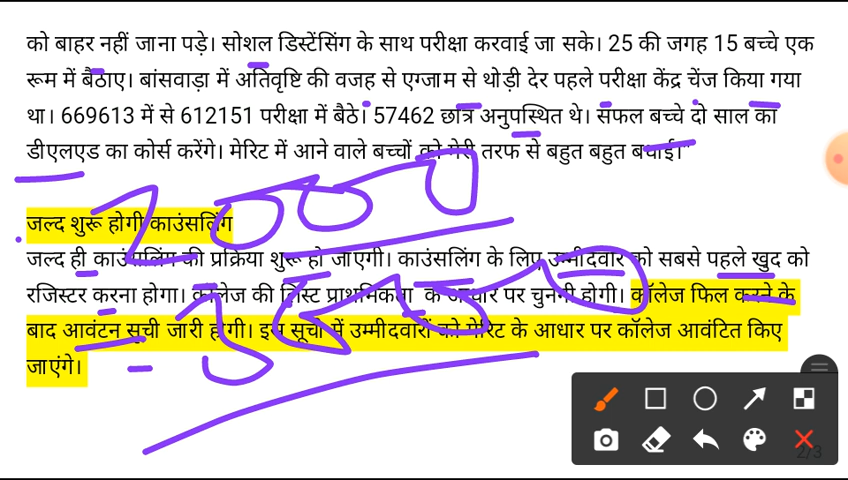 को बाहर नहीं जाना पड़े। सोशल डिस्टेंसिंग के साथ परीक्षा करवाई जा सके। 25 की जगह 15 बच्चे एक
रूम में बैठाए। बांसवाड़ा में अतिवृष्टि की वजह से एग्जाम से थोड़ी देर पहले परीक्षा केंद्र चेंज किया गया
था। 669613 में से 612151 परीक्षा में बैठे। 57462 छात्र अनुपस्थित थे। सफल बच्चे दो साल का
डीएलएड का कोर्स करेंगे। मेरिट में आने वाले बच्चों को मेरी तरफ से बहुत बहुत बधाई।"
जल्द शुरू होगी काउंसलिंग
जल्द ही काउंसलिंग की प्रक्रिया शुरू हो जाएगी। काउंसलिंग के लिए उम्मीदवार को सबसे पहले खुद को
रजिस्टर करना होगा। कॉलेज की लिस्ट प्राथमिकता के आधार पर चुननी होगी। कॉलेज फिल करने के
बाद आवंटन सूची जारी होगी। इस सूची में उम्मीदवारों को मेरिट के आधार पर कॉलेज आवंटित किए
जाएंगे।
2/3